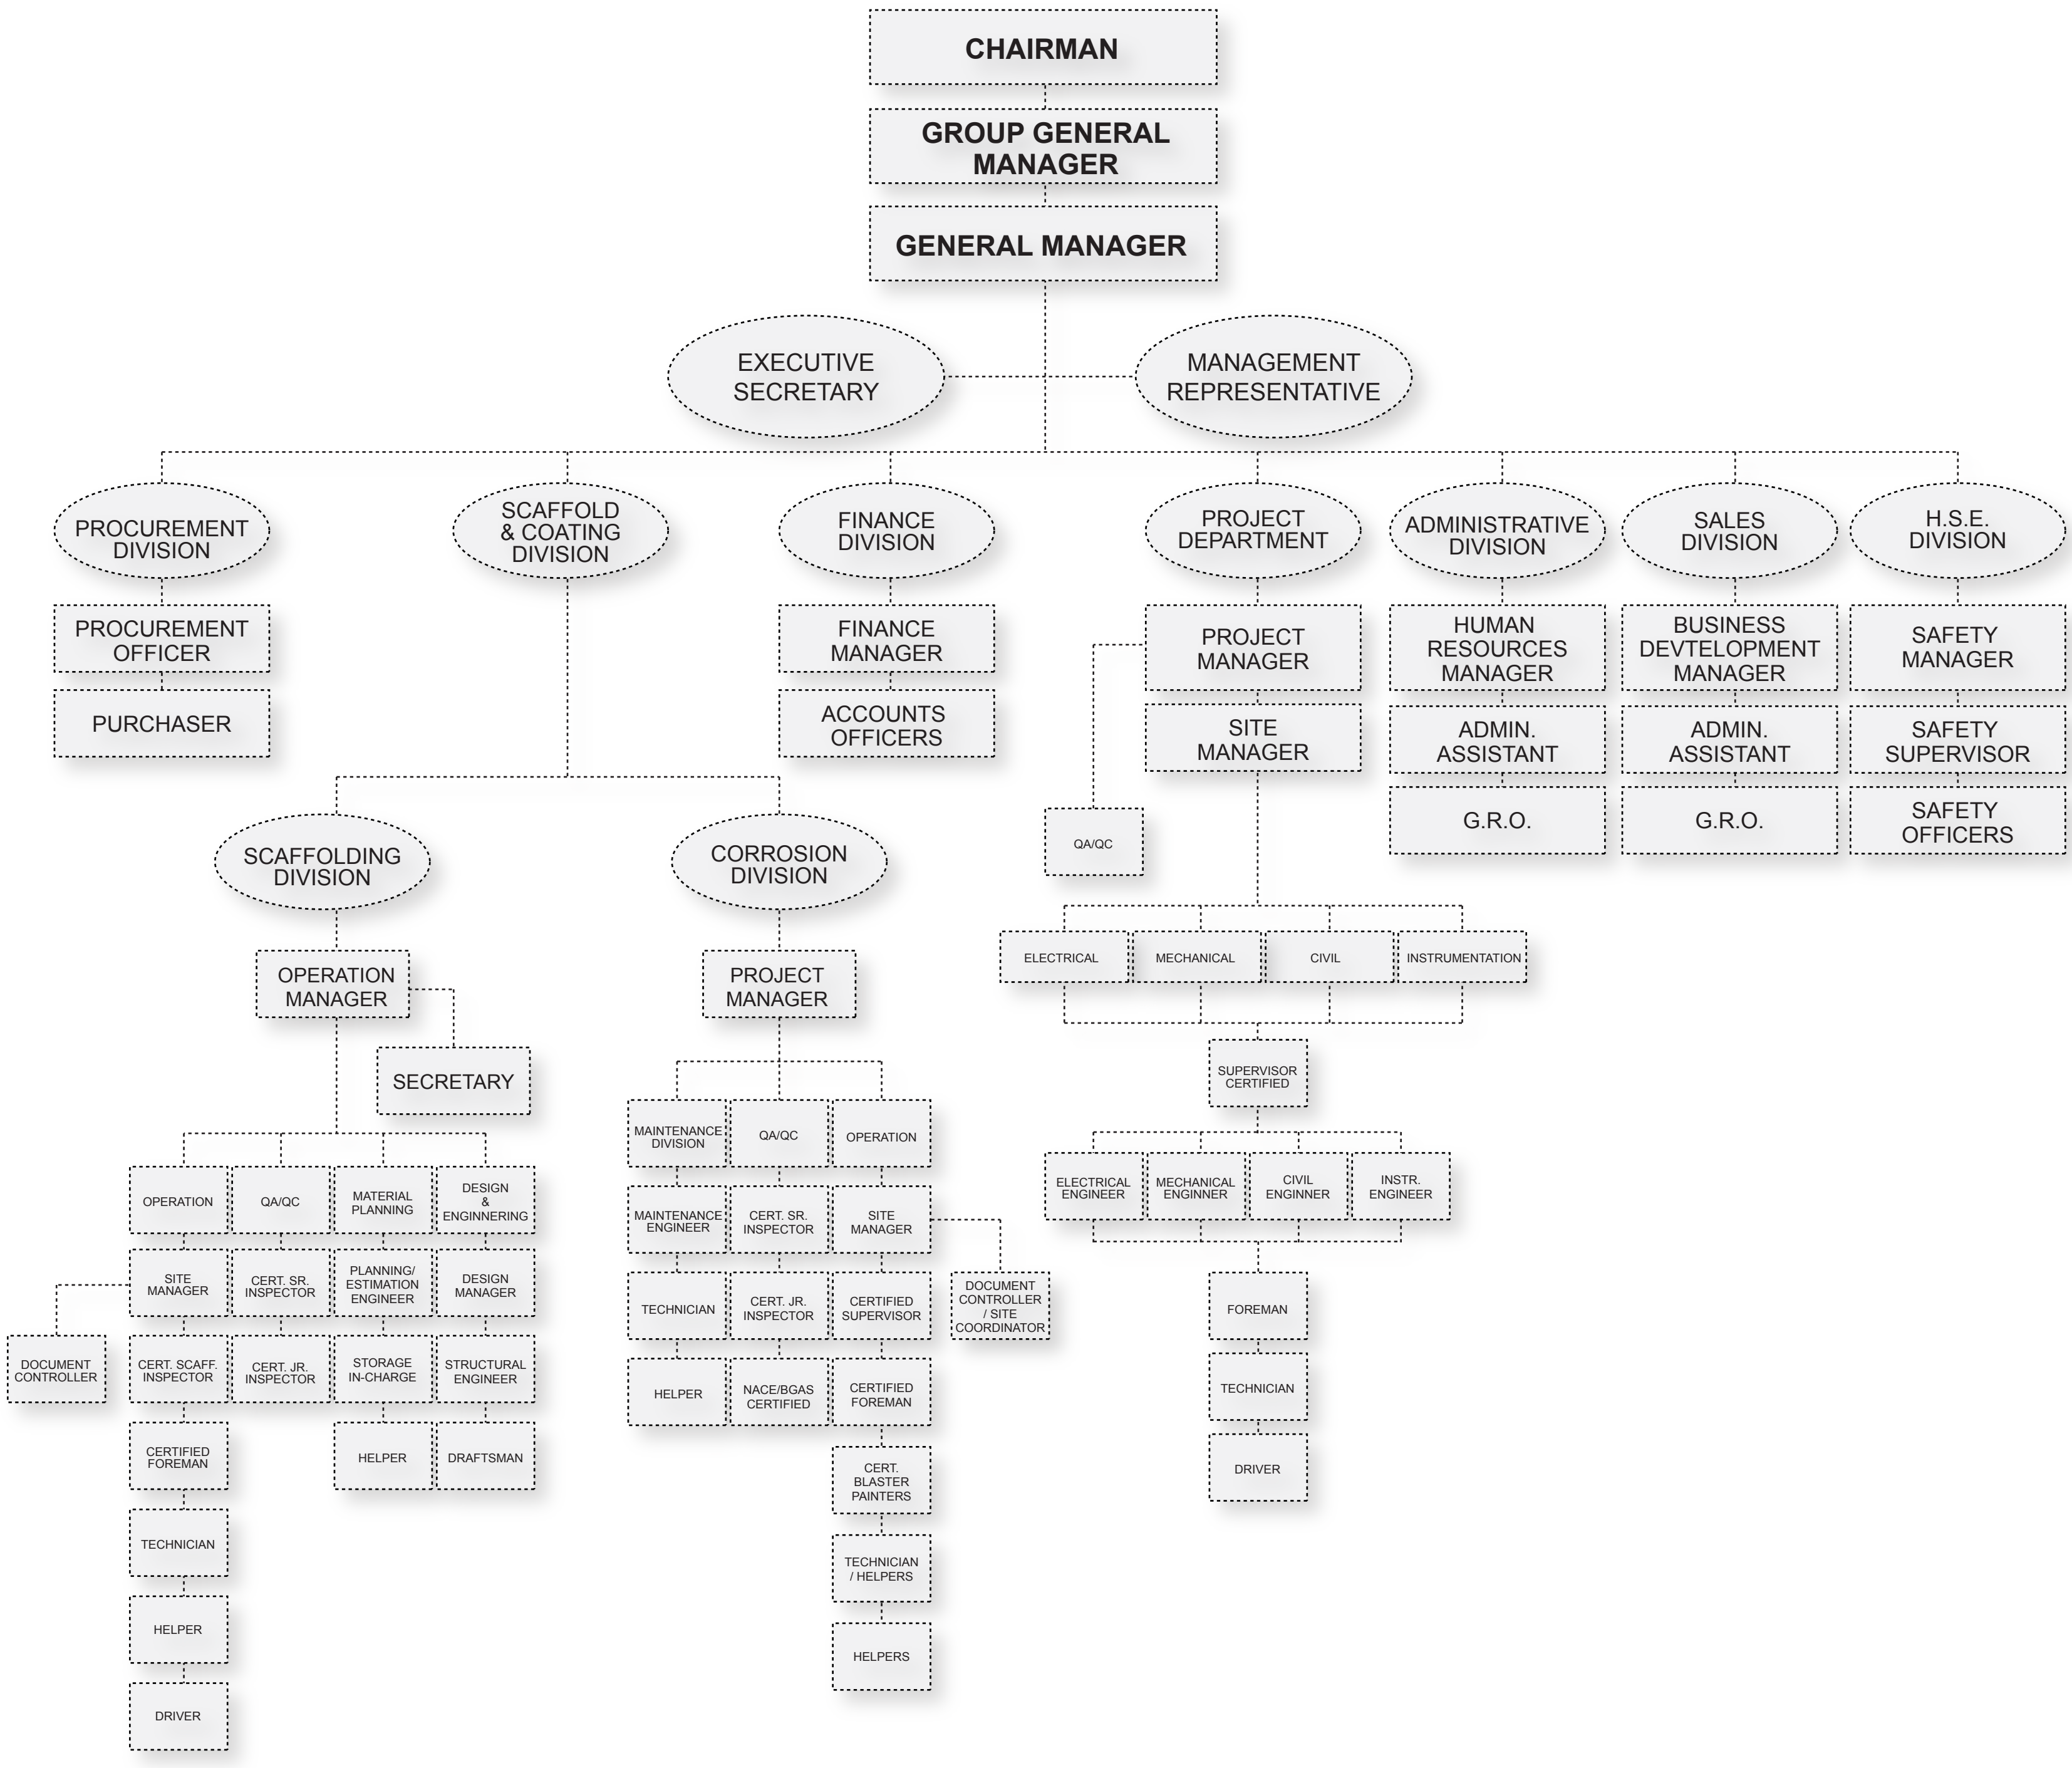 CHAIRMAN
GROUP GENERAL
MANAGER
GENERAL MANAGER
EXECUTIVE
SECRETARY
MANAGEMENT
REPRESENTATIVE
PROCUREMENT
DIVISION
SCAFFOLD
& COATING
DIVISION
FINANCE
DIVISION
PROJECT
DEPARTMENT
ADMINISTRATIVE
DIVISION
SALES
DIVISION
H.S.E.
DIVISION
PROCUREMENT
OFFICER
FINANCE
MANAGER
PROJECT
MANAGER
HUMAN
RESOURCES
MANAGER
BUSINESS
DEVTELOPMENT
MANAGER
SAFETY
MANAGER
PURCHASER
ACCOUNTS
OFFICERS
SITE
MANAGER
ADMIN.
ASSISTANT
ADMIN.
ASSISTANT
SAFETY
SUPERVISOR
QA/QC
G.R.O.
G.R.O.
SAFETY
OFFICERS
SCAFFOLDING
DIVISION
CORROSION
DIVISION
OPERATION
MANAGER
PROJECT
MANAGER
ELECTRICAL
MECHANICAL
CIVIL
INSTRUMENTATION
SECRETARY
SUPERVISOR
CERTIFIED
MAINTENANCE
DIVISION
QA/QC
OPERATION
OPERATION
QA/QC
MATERIAL
PLANNING
DESIGN
&
ENGINNERING
MAINTENANCE
ENGINEER
CERT. SR.
INSPECTOR
SITE
MANAGER
ELECTRICAL
ENGINEER
MECHANICAL
ENGINNER
CIVIL
ENGINNER
INSTR.
ENGINEER
SITE
MANAGER
CERT. SR.
INSPECTOR
PLANNING/
ESTIMATION
ENGINEER
DESIGN
MANAGER
TECHNICIAN
CERT. JR.
INSPECTOR
CERTIFIED
SUPERVISOR
DOCUMENT
CONTROLLER
/ SITE
COORDINATOR
FOREMAN
DOCUMENT
CONTROLLER
CERT. SCAFF.
INSPECTOR
CERT. JR.
INSPECTOR
STORAGE
IN-CHARGE
STRUCTURAL
ENGINEER
HELPER
NACE/BGAS
CERTIFIED
CERTIFIED
FOREMAN
TECHNICIAN
CERTIFIED
FOREMAN
HELPER
DRAFTSMAN
CERT.
BLASTER
PAINTERS
DRIVER
TECHNICIAN
TECHNICIAN
/ HELPERS
HELPER
HELPERS
DRIVER